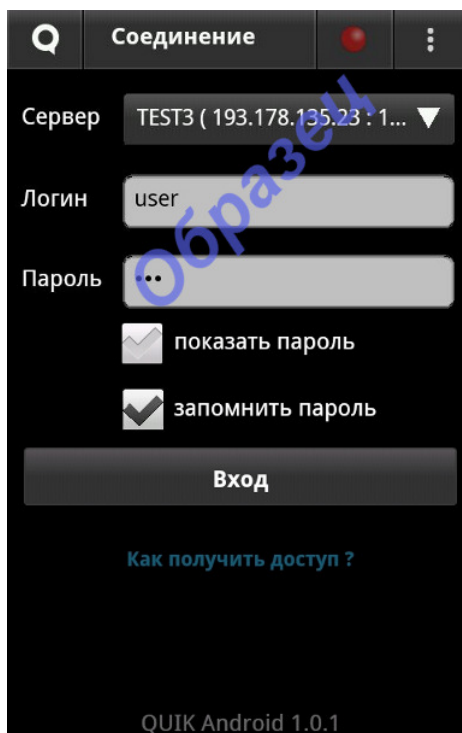 Соединение
Сервер
TEST3 ( 193.178.135.23 : 1...
Логин
user
Пароль
•••
показать пароль
запомнить пароль
Вход
Как получить доступ ?
QUIK Android 1.0.1
Образец